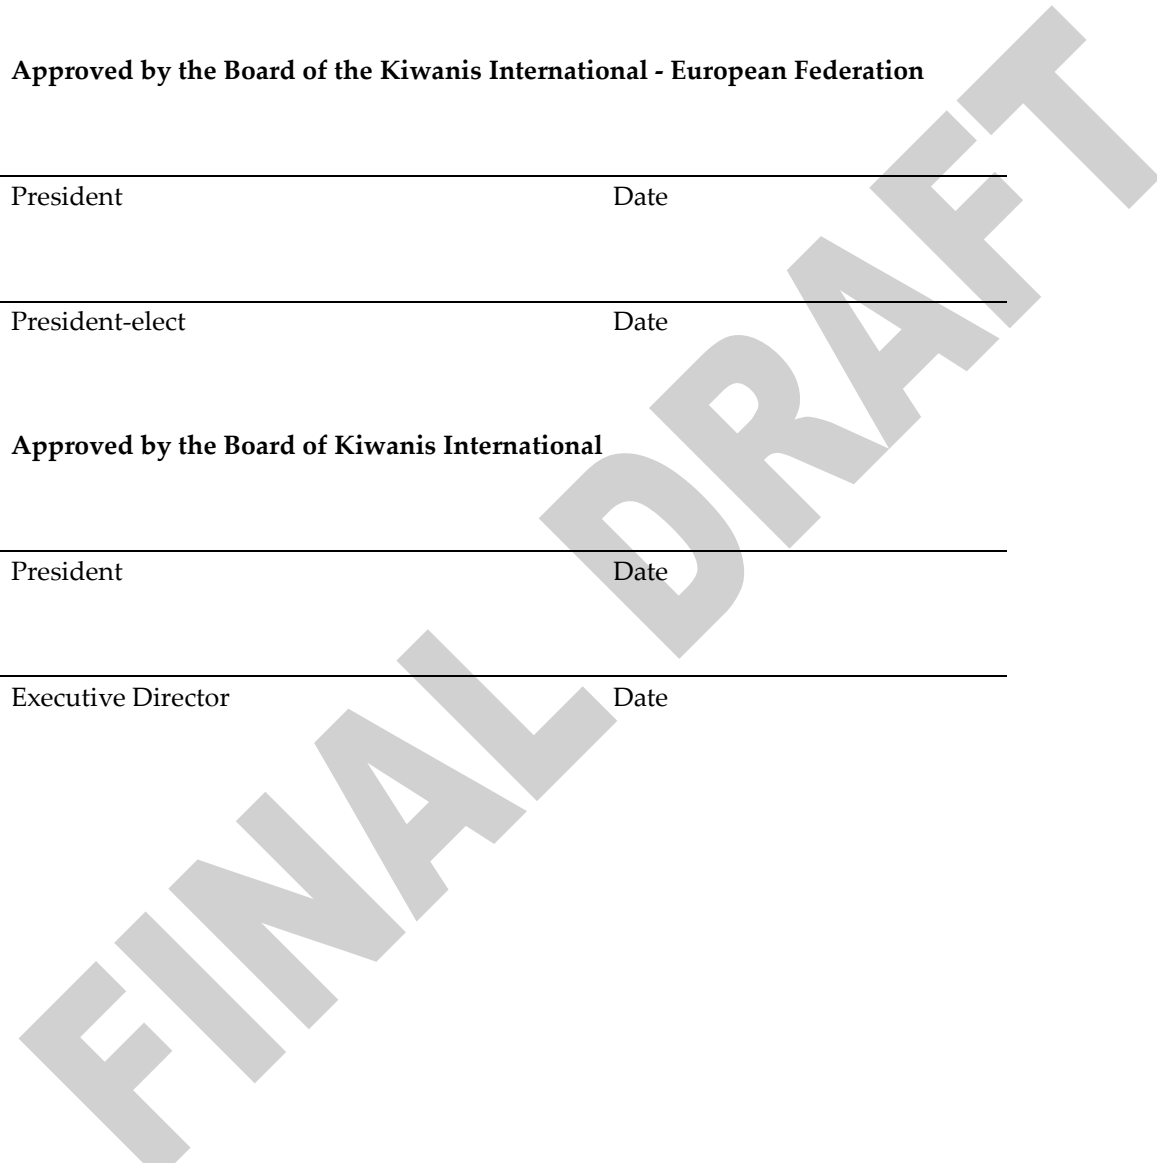 Approved by the Board of the Kiwanis International - European Federation
President Date
President-elect Date
Approved by the Board of Kiwanis International
President Date
Executive Director Date
FINAL DRAFT